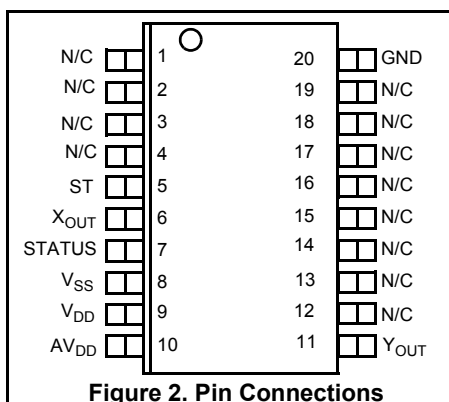 N/C 1 20 GND
N/C 2 19 N/C
N/C 3 18 N/C
N/C 4 17 N/C
ST 5 16 N/C
XOUT 6 15 N/C
STATUS 7 14 N/C
VSS 8 13 N/C
VDD 9 12 N/C
AVDD 10 11 YOUT
Figure 2. Pin Connections